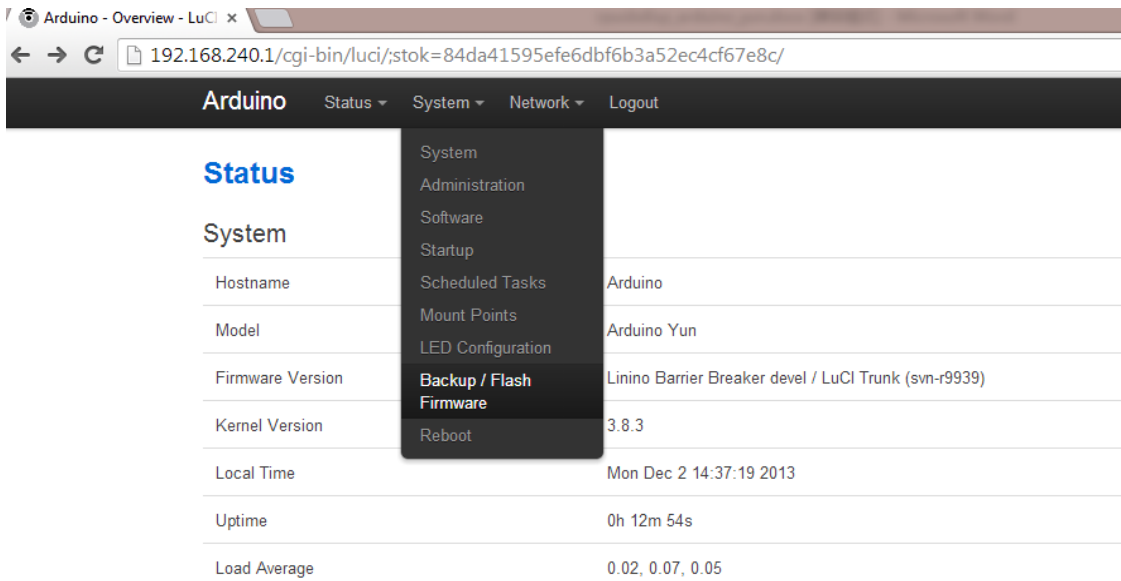 Arduino - Overview - LuCI
192.168.240.1/cgi-bin/luci/;stok=84da41595efe6dbf6b3a52ec4cf67e8c/
Arduino Status System Network Logout
System
Administration
Software
Startup
Scheduled Tasks
Mount Points
LED Configuration
Backup / Flash
Firmware
Reboot
Status
System
Hostname Arduino
Model Arduino Yun
Firmware Version Linino Barrier Breaker devel / LuCI Trunk (svn-r9939)
Kernel Version 3.8.3
Local Time Mon Dec 2 14:37:19 2013
Uptime 0h 12m 54s
Load Average 0.02, 0.07, 0.05